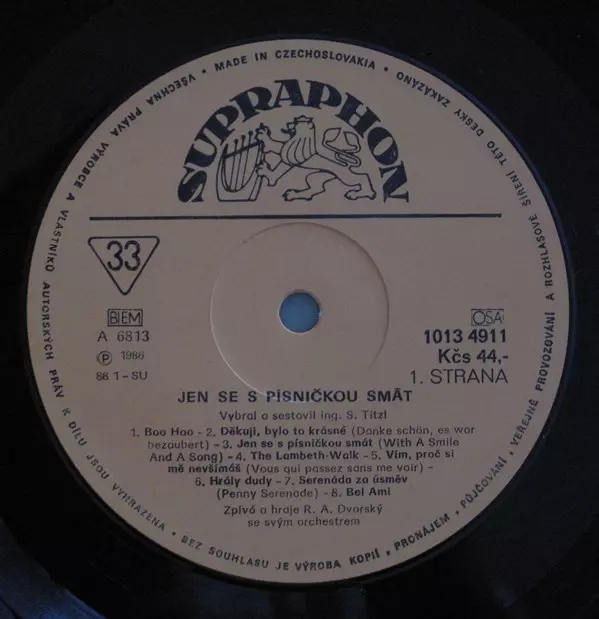 VŠECHNA PRÁVA VÝROBCE A VLASTNÍKŮ AUTORSKÝCH PRÁV K DÍLU JSOU VYHRAZENA • BEZ SOUHLASU JE VÝROBA KOPIÍ, PRONÁJEM, PŮJČOVÁNÍ, VEŘEJNÉ PROVOZOVÁNÍ A ROZHLASOVÉ ŠÍŘENÍ TÉTO DESKY ZAKÁZÁNO • MADE IN CZECHOSLOVAKIA •
SUPRAPHON
33
BIEM
A 6813
Ⓟ 1986
86 1-SU
OSA
1013 4911
Kčs 44,-
1. STRANA
JEN SE S PÍSNIČKOU SMÁT
Vybral a sestavil ing. S. Titzl
1. Boo Hoo - 2. Děkuji, bylo to krásné (Danke schön, es war
bezaubert) - 3. Jen se s písničkou smát (With A Smile
And A Song) - 4. The Lambeth-Walk - 5. Vím, proč si
mě nevšímáš (Vous qui passez sans me voir) -
6. Hrály dudy - 7. Serenáda za úsměv
(Penny Serenade) - 8. Bel Ami
Zpívá a hraje R. A. Dvorský
se svým orchestrem